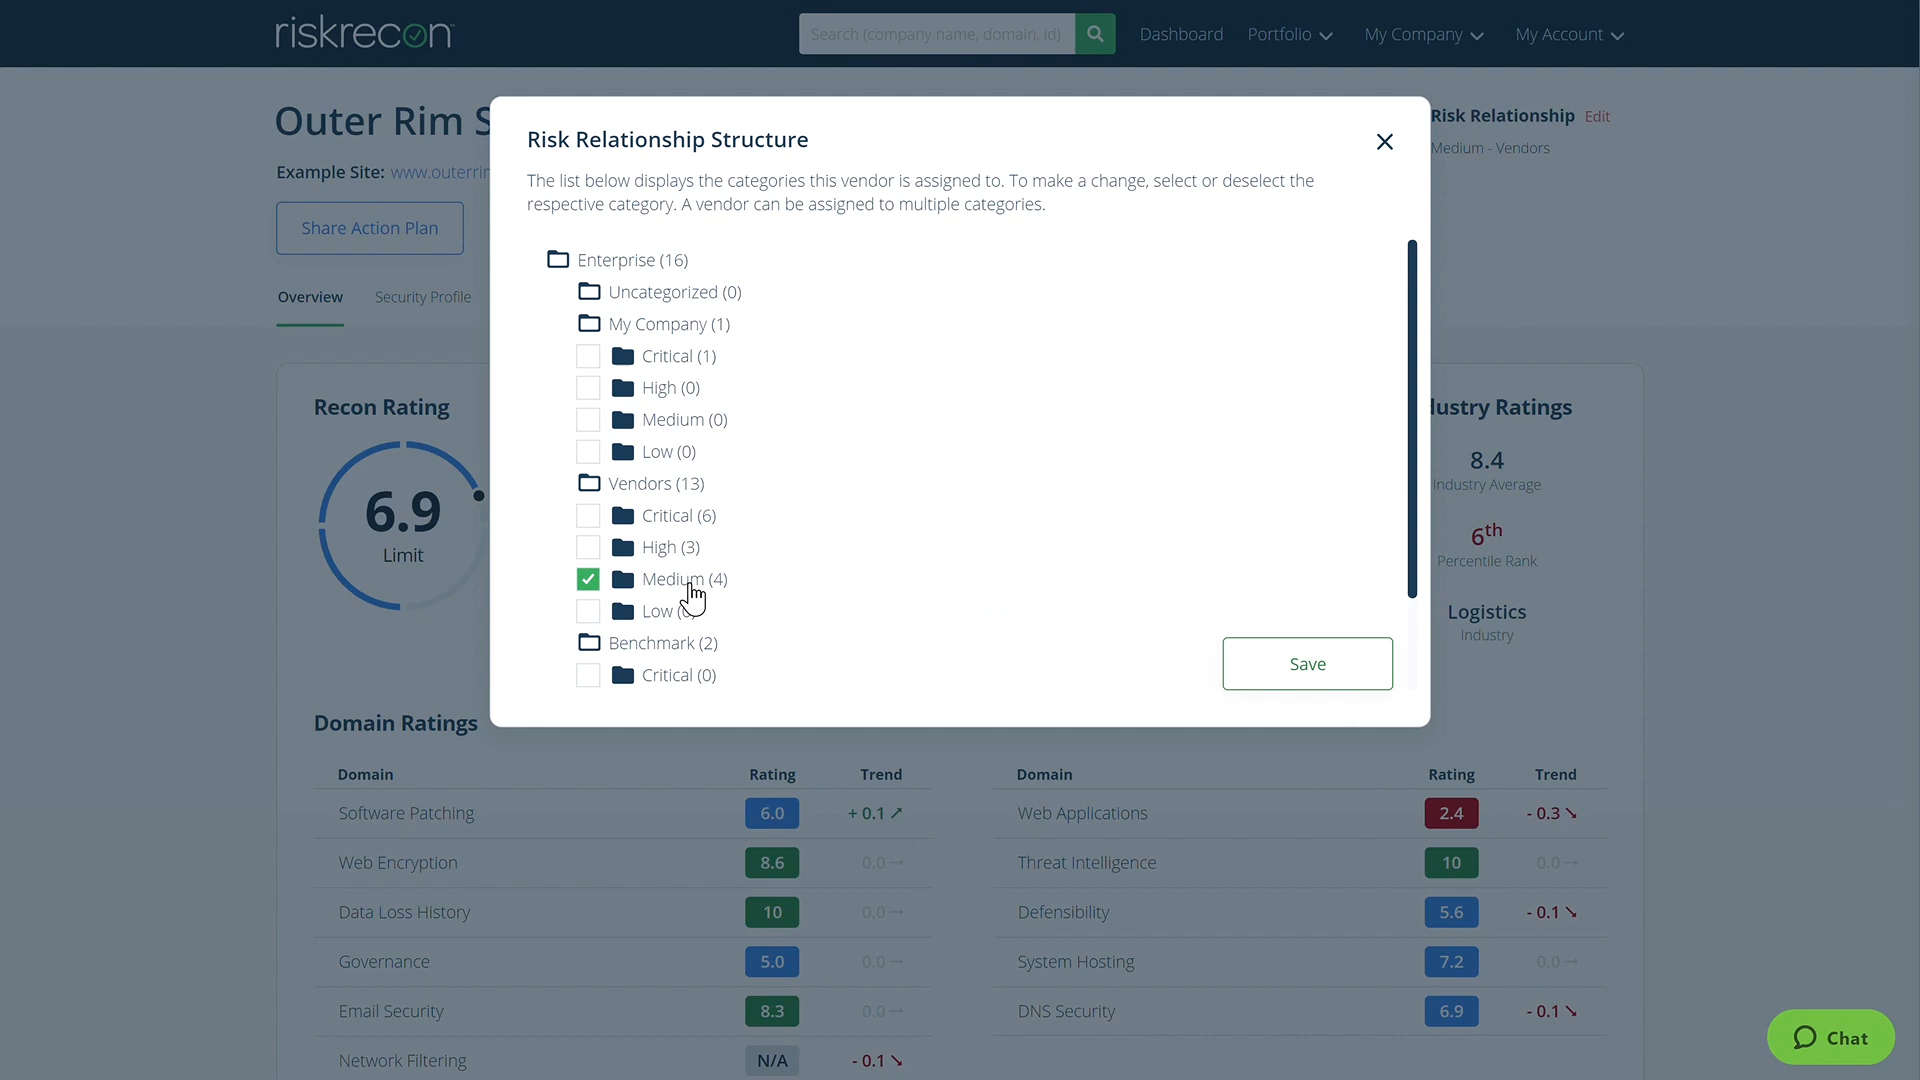 riskrecon
Search (company name, domain, id)
Dashboard
Portfolio
My Company
My Account
Outer Rim S
Example Site: www.outerrim
Share Action Plan
Overview
Security Profile
Risk Relationship Edit
Medium - Vendors
Risk Relationship Structure
The list below displays the categories this vendor is assigned to. To make a change, select or deselect the
respective category. A vendor can be assigned to multiple categories.
Enterprise (16)
Uncategorized (0)
My Company (1)
Critical (1)
High (0)
Medium (0)
Low (0)
Vendors (13)
Critical (6)
High (3)
Medium (4)
Low
Benchmark (2)
Critical (0)
Save
Recon Rating
6.9
Limit
dustry Ratings
8.4
Industry Average
6th
Percentile Rank
Logistics
Industry
Domain Ratings
Domain Rating Trend
Software Patching 6.0 + 0.1
Web Encryption 8.6 0.0
Data Loss History 10 0.0
Governance 5.0 0.0
Email Security 8.3 0.0
Network Filtering N/A - 0.1
Domain Rating Trend
Web Applications 2.4 - 0.3
Threat Intelligence 10 0.0
Defensibility 5.6 - 0.1
System Hosting 7.2 0.0
DNS Security 6.9 - 0.1
Chat